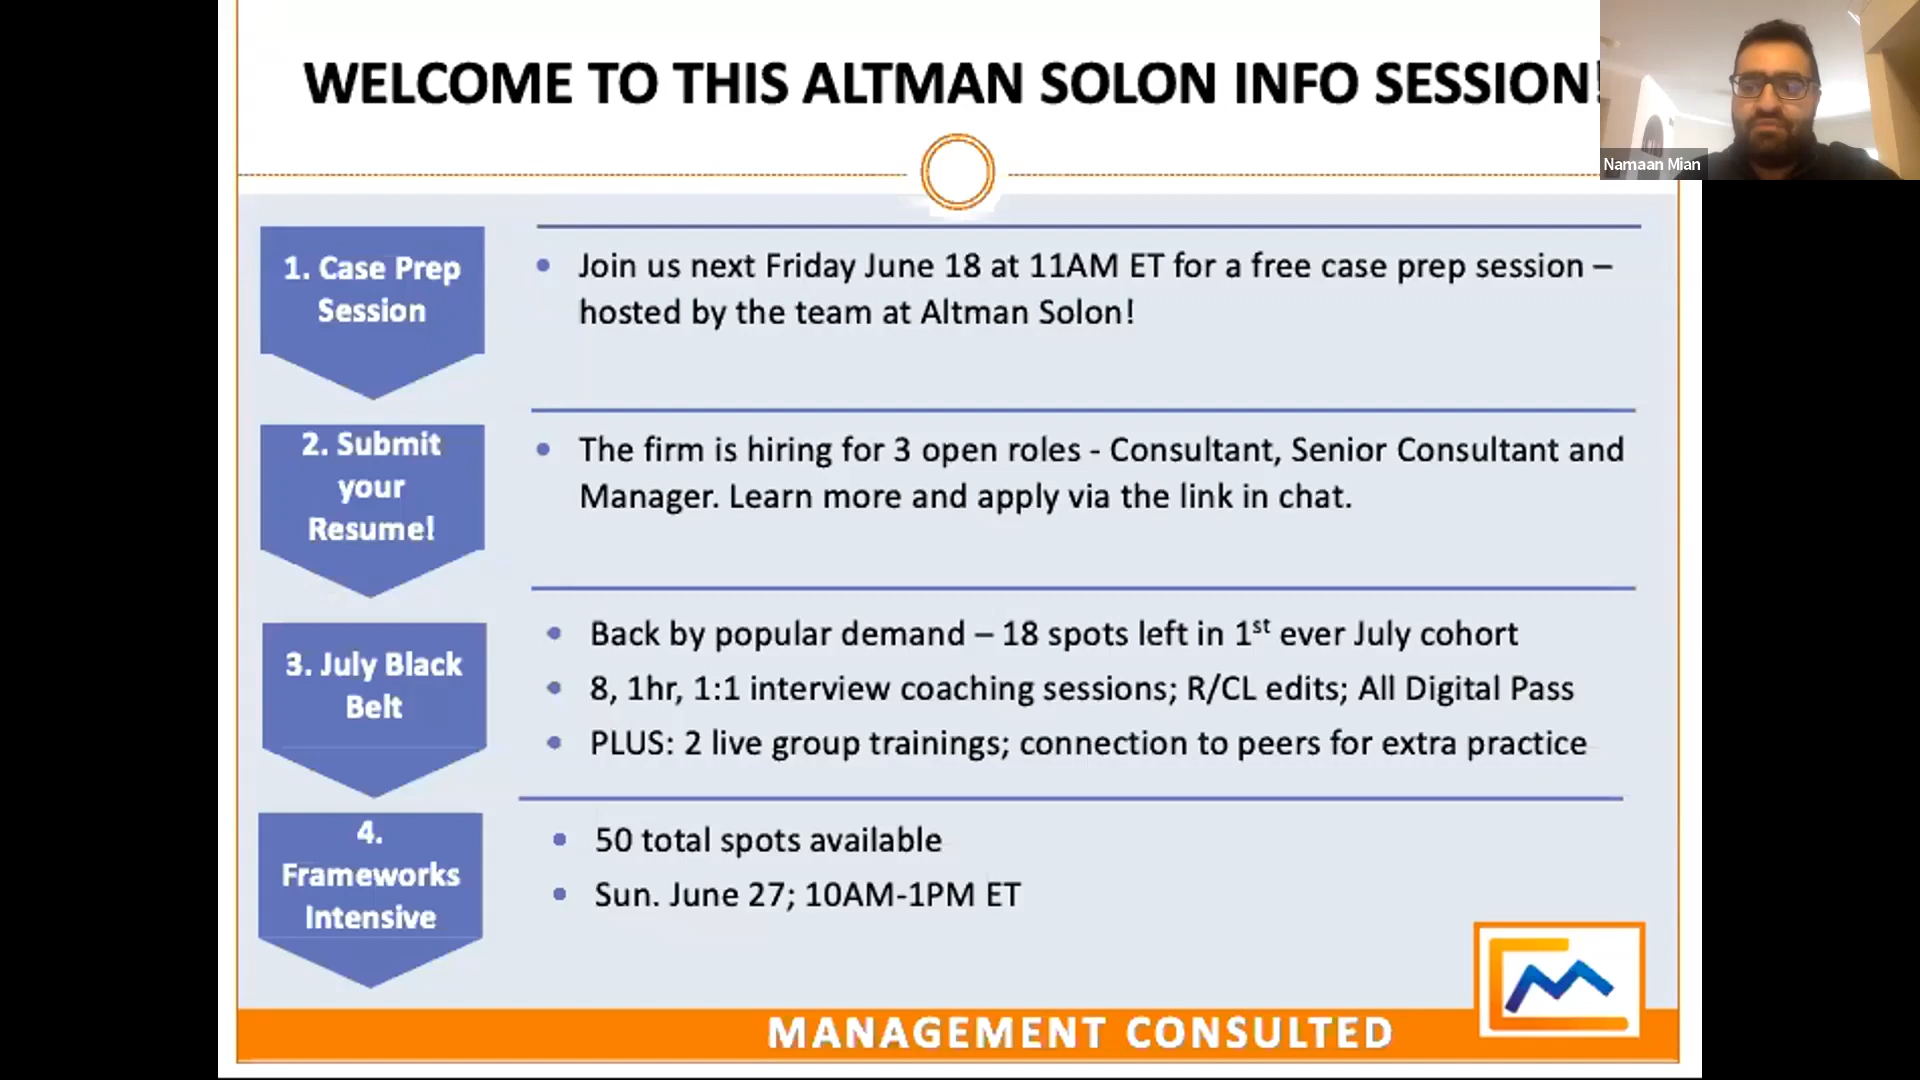 WELCOME TO THIS ALTMAN SOLON INFO SESSION!
Namaan Mian
1. Case Prep
Session
• Join us next Friday June 18 at 11AM ET for a free case prep session –
hosted by the team at Altman Solon!
2. Submit
your
Resume!
• The firm is hiring for 3 open roles - Consultant, Senior Consultant and
Manager. Learn more and apply via the link in chat.
3. July Black
Belt
• Back by popular demand – 18 spots left in 1st ever July cohort
• 8, 1hr, 1:1 interview coaching sessions; R/CL edits; All Digital Pass
• PLUS: 2 live group trainings; connection to peers for extra practice
4.
Frameworks
Intensive
• 50 total spots available
• Sun. June 27; 10AM-1PM ET
MANAGEMENT CONSULTED